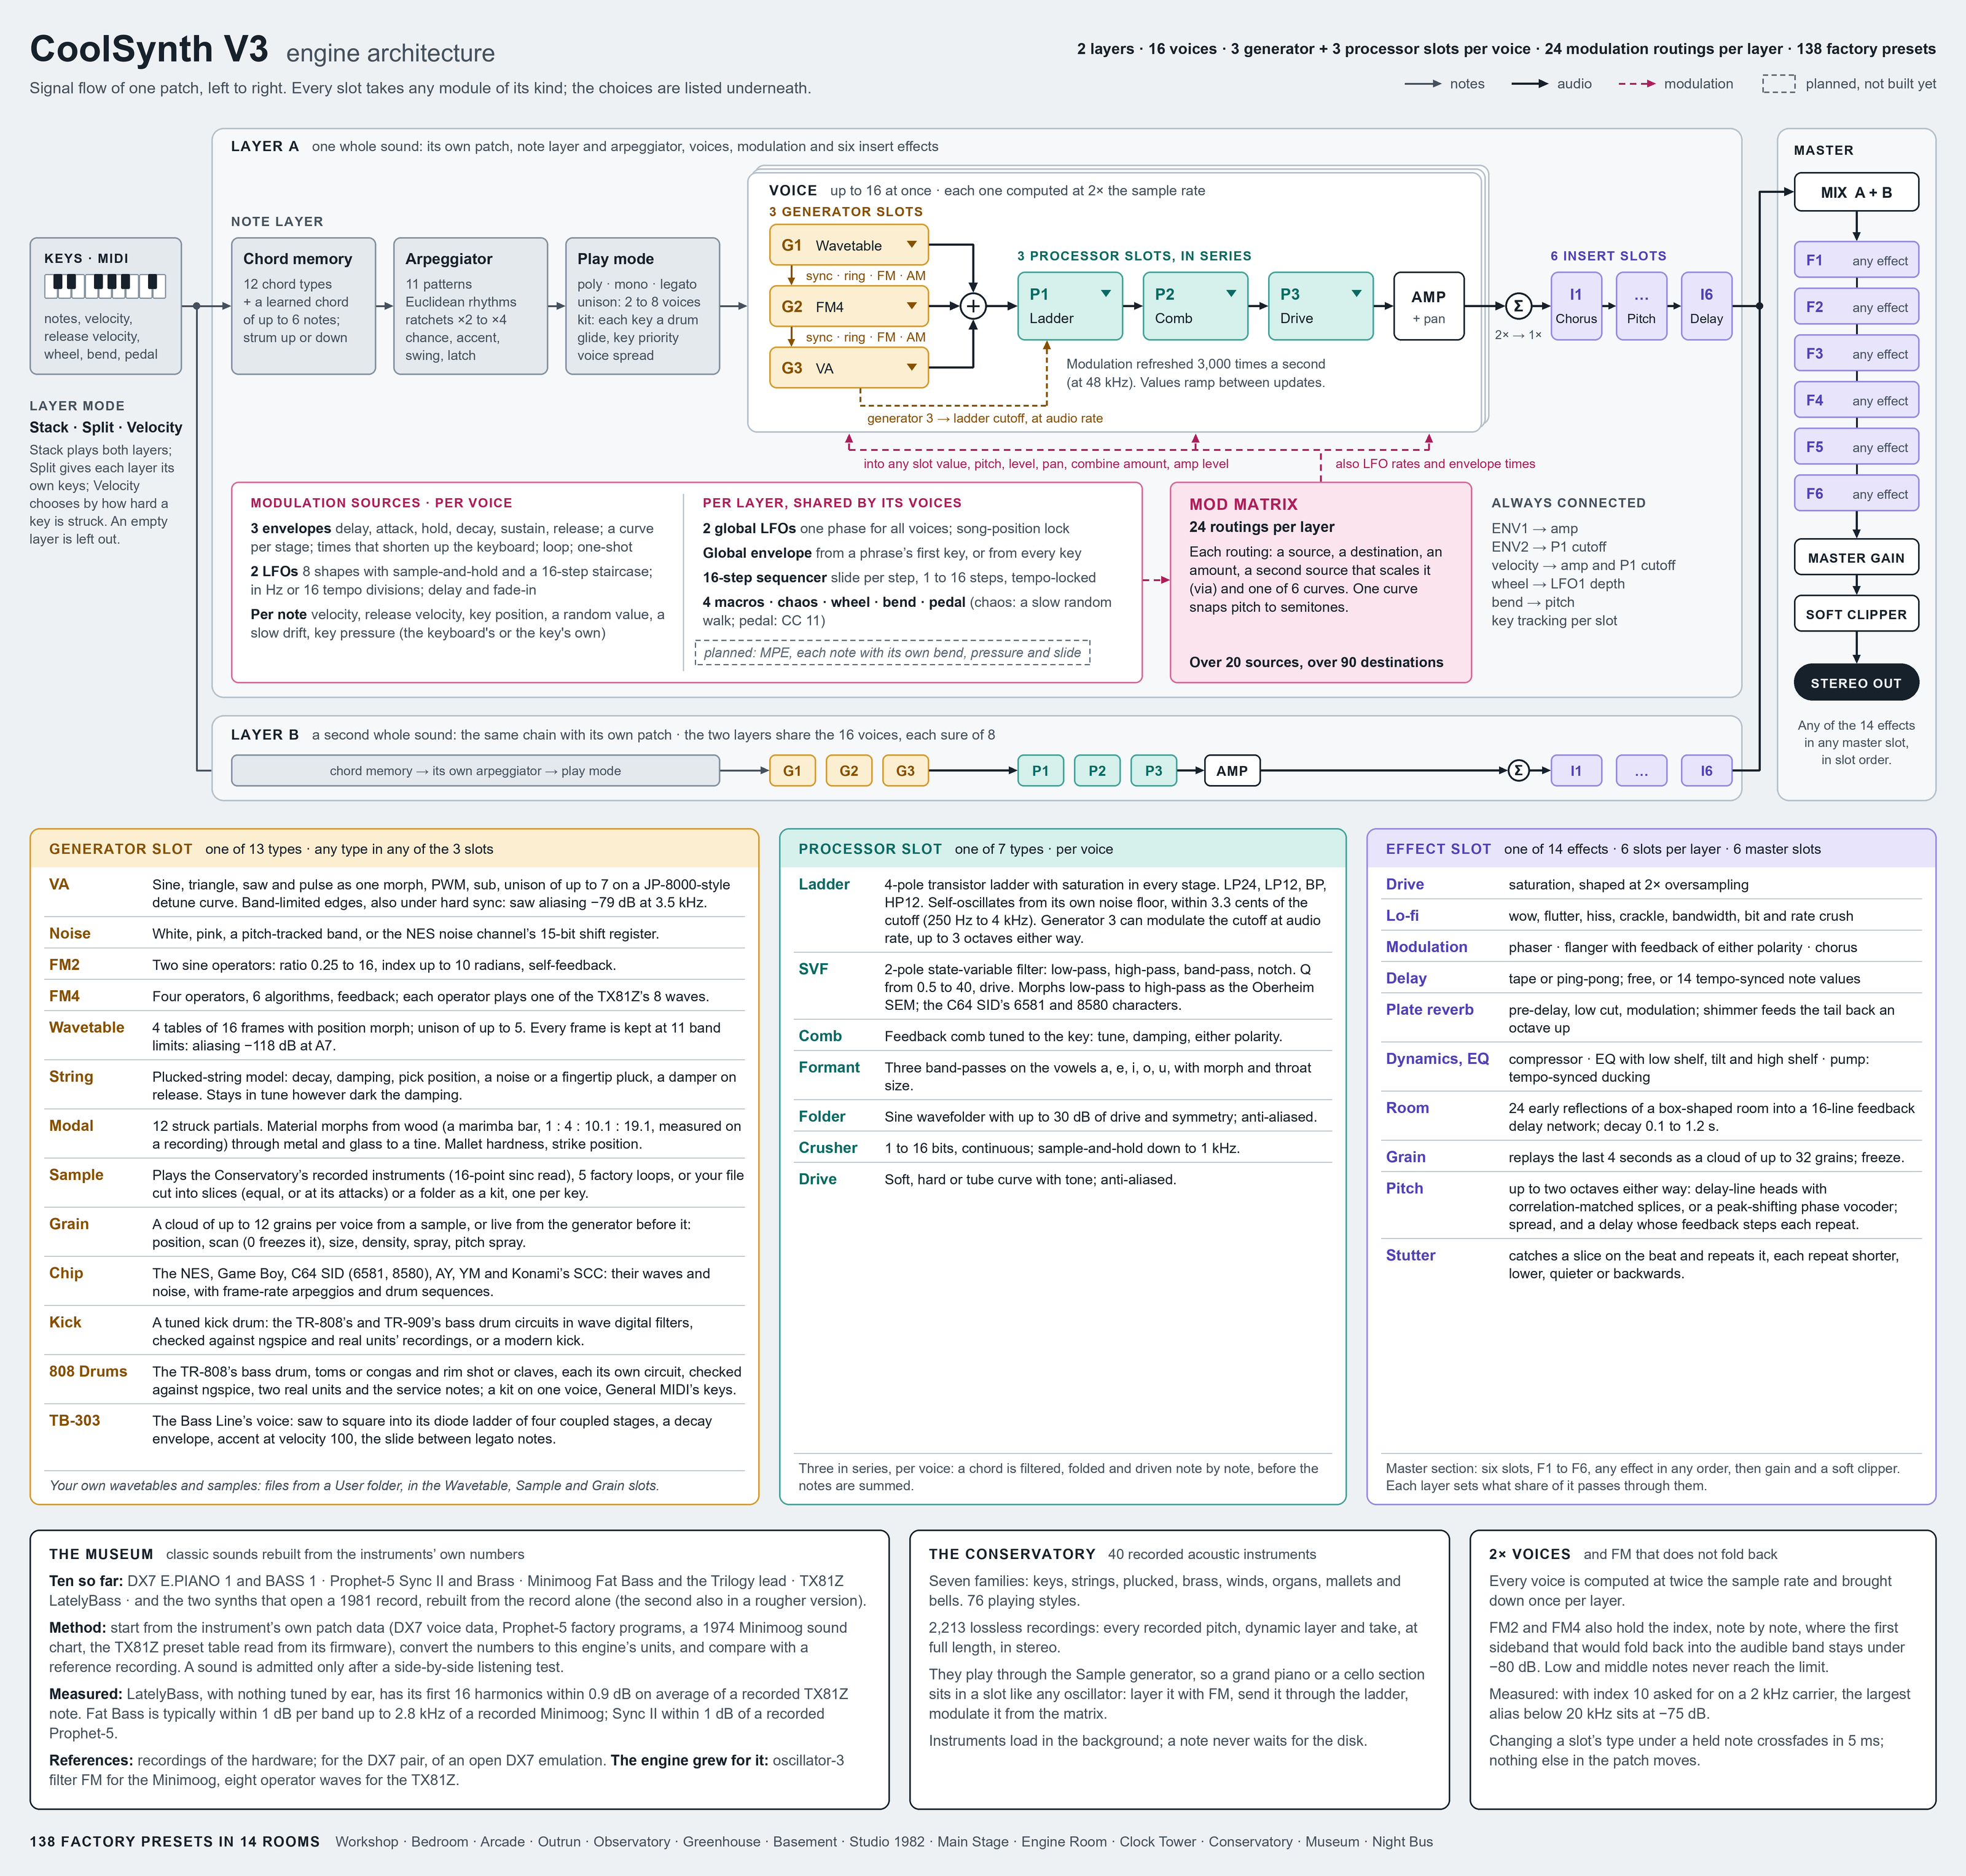 CoolSynth V3 engine architecture
2 layers · 16 voices · 3 generator + 3 processor slots per voice · 24 modulation routings per layer · 138 factory presets
Signal flow of one patch, left to right. Every slot takes any module of its kind; the choices are listed underneath.
notes
audio
modulation
planned, not built yet
KEYS · MIDI
notes, velocity,
release velocity,
wheel, bend, pedal
LAYER MODE
Stack · Split · Velocity
Stack plays both layers;
Split gives each layer its
own keys; Velocity
chooses by how hard a
key is struck. An empty
layer is left out.
LAYER A one whole sound: its own patch, note layer and arpeggiator, voices, modulation and six insert effects
NOTE LAYER
Chord memory
12 chord types
+ a learned chord
of up to 6 notes;
strum up or down
Arpeggiator
11 patterns
Euclidean rhythms
ratchets ×2 to ×4
chance, accent,
swing, latch
Play mode
poly · mono · legato
unison: 2 to 8 voices
kit: each key a drum
glide, key priority
voice spread
VOICE up to 16 at once · each one computed at 2× the sample rate
3 GENERATOR SLOTS
G1 Wavetable
sync · ring · FM · AM
G2 FM4
sync · ring · FM · AM
G3 VA
+
3 PROCESSOR SLOTS, IN SERIES
P1
Ladder
P2
Comb
P3
Drive
AMP
+ pan
Modulation refreshed 3,000 times a second
(at 48 kHz). Values ramp between updates.
generator 3 → ladder cutoff, at audio rate
Σ
2× → 1×
6 INSERT SLOTS
I1
Chorus
...
Pitch
I6
Delay
into any slot value, pitch, level, pan, combine amount, amp level
also LFO rates and envelope times
MODULATION SOURCES · PER VOICE
3 envelopes delay, attack, hold, decay, sustain, release; a curve
per stage; times that shorten up the keyboard; loop; one-shot
2 LFOs 8 shapes with sample-and-hold and a 16-step staircase;
in Hz or 16 tempo divisions; delay and fade-in
Per note velocity, release velocity, key position, a random value, a
slow drift, key pressure (the keyboard's or the key's own)
PER LAYER, SHARED BY ITS VOICES
2 global LFOs one phase for all voices; song-position lock
Global envelope from a phrase’s first key, or from every key
16-step sequencer slide per step, 1 to 16 steps, tempo-locked
4 macros · chaos · wheel · bend · pedal (chaos: a slow random
walk; pedal: CC 11)
planned: MPE, each note with its own bend, pressure and slide
MOD MATRIX
24 routings per layer
Each routing: a source, a destination, an
amount, a second source that scales it
(via) and one of 6 curves. One curve
snaps pitch to semitones.
Over 20 sources, over 90 destinations
ALWAYS CONNECTED
ENV1 → amp
ENV2 → P1 cutoff
velocity → amp and P1 cutoff
wheel → LFO1 depth
bend → pitch
key tracking per slot
LAYER B a second whole sound: the same chain with its own patch · the two layers share the 16 voices, each sure of 8
chord memory → its own arpeggiator → play mode
G1 G2 G3 P1 P2 P3 AMP Σ I1 ... I6
MASTER
MIX A + B
F1 any effect
F2 any effect
F3 any effect
F4 any effect
F5 any effect
F6 any effect
MASTER GAIN
SOFT CLIPPER
STEREO OUT
Any of the 14 effects
in any master slot,
in slot order.
GENERATOR SLOT one of 13 types · any type in any of the 3 slots
VA Sine, triangle, saw and pulse as one morph, PWM, sub, unison of up to 7 on a JP-8000-style
detune curve. Band-limited edges, also under hard sync: saw aliasing −79 dB at 3.5 kHz.
Noise White, pink, a pitch-tracked band, or the NES noise channel’s 15-bit shift register.
FM2 Two sine operators: ratio 0.25 to 16, index up to 10 radians, self-feedback.
FM4 Four operators, 6 algorithms, feedback; each operator plays one of the TX81Z’s 8 waves.
Wavetable 4 tables of 16 frames with position morph; unison of up to 5. Every frame is kept at 11 band
limits: aliasing −118 dB at A7.
String Plucked-string model: decay, damping, pick position, a noise or a fingertip pluck, a damper on
release. Stays in tune however dark the damping.
Modal 12 struck partials. Material morphs from wood (a marimba bar, 1 : 4 : 10.1 : 19.1, measured on
a recording) through metal and glass to a tine. Mallet hardness, strike position.
Sample Plays the Conservatory’s recorded instruments (16-point sinc read), 5 factory loops, or your file
cut into slices (equal, or at its attacks) or a folder as a kit, one per key.
Grain A cloud of up to 12 grains per voice from a sample, or live from the generator before it:
position, scan (0 freezes it), size, density, spray, pitch spray.
Chip The NES, Game Boy, C64 SID (6581, 8580), AY, YM and Konami’s SCC: their waves and
noise, with frame-rate arpeggios and drum sequences.
Kick A tuned kick drum: the TR-808’s and TR-909’s bass drum circuits in wave digital filters,
checked against ngspice and real units’ recordings, or a modern kick.
808 Drums The TR-808’s bass drum, toms or congas and rim shot or claves, each its own circuit, checked
against ngspice, two real units and the service notes; a kit on one voice, General MIDI’s keys.
TB-303 The Bass Line’s voice: saw to square into its diode ladder of four coupled stages, a decay
envelope, accent at velocity 100, the slide between legato notes.
Your own wavetables and samples: files from a User folder, in the Wavetable, Sample and Grain slots.
PROCESSOR SLOT one of 7 types · per voice
Ladder 4-pole transistor ladder with saturation in every stage. LP24, LP12, BP,
HP12. Self-oscillates from its own noise floor, within 3.3 cents of the
cutoff (250 Hz to 4 kHz). Generator 3 can modulate the cutoff at audio
rate, up to 3 octaves either way.
SVF 2-pole state-variable filter: low-pass, high-pass, band-pass, notch. Q
from 0.5 to 40, drive. Morphs low-pass to high-pass as the Oberheim
SEM; the C64 SID’s 6581 and 8580 characters.
Comb Feedback comb tuned to the key: tune, damping, either polarity.
Formant Three band-passes on the vowels a, e, i, o, u, with morph and throat
size.
Folder Sine wavefolder with up to 30 dB of drive and symmetry; anti-aliased.
Crusher 1 to 16 bits, continuous; sample-and-hold down to 1 kHz.
Drive Soft, hard or tube curve with tone; anti-aliased.
Three in series, per voice: a chord is filtered, folded and driven note by note, before the
notes are summed.
EFFECT SLOT one of 14 effects · 6 slots per layer · 6 master slots
Drive saturation, shaped at 2× oversampling
Lo-fi wow, flutter, hiss, crackle, bandwidth, bit and rate crush
Modulation phaser · flanger with feedback of either polarity · chorus
Delay tape or ping-pong; free, or 14 tempo-synced note values
Plate reverb pre-delay, low cut, modulation; shimmer feeds the tail back an
octave up
Dynamics, EQ compressor · EQ with low shelf, tilt and high shelf · pump:
tempo-synced ducking
Room 24 early reflections of a box-shaped room into a 16-line feedback
delay network; decay 0.1 to 1.2 s.
Grain replays the last 4 seconds as a cloud of up to 32 grains; freeze.
Pitch up to two octaves either way: delay-line heads with
correlation-matched splices, or a peak-shifting phase vocoder;
spread, and a delay whose feedback steps each repeat.
Stutter catches a slice on the beat and repeats it, each repeat shorter,
lower, quieter or backwards.
Master section: six slots, F1 to F6, any effect in any order, then gain and a soft clipper.
Each layer sets what share of it passes through them.
THE MUSEUM classic sounds rebuilt from the instruments’ own numbers
Ten so far: DX7 E.PIANO 1 and BASS 1 · Prophet-5 Sync II and Brass · Minimoog Fat Bass and the Trilogy lead · TX81Z
LatelyBass · and the two synths that open a 1981 record, rebuilt from the record alone (the second also in a rougher version).
Method: start from the instrument’s own patch data (DX7 voice data, Prophet-5 factory programs, a 1974 Minimoog sound
chart, the TX81Z preset table read from its firmware), convert the numbers to this engine’s units, and compare with a
reference recording. A sound is admitted only after a side-by-side listening test.
Measured: LatelyBass, with nothing tuned by ear, has its first 16 harmonics within 0.9 dB on average of a recorded TX81Z
note. Fat Bass is typically within 1 dB per band up to 2.8 kHz of a recorded Minimoog; Sync II within 1 dB of a recorded
Prophet-5.
References: recordings of the hardware; for the DX7 pair, of an open DX7 emulation. The engine grew for it: oscillator-3
filter FM for the Minimoog, eight operator waves for the TX81Z.
THE CONSERVATORY 40 recorded acoustic instruments
Seven families: keys, strings, plucked, brass, winds, organs, mallets and
bells. 76 playing styles.
2,213 lossless recordings: every recorded pitch, dynamic layer and take, at
full length, in stereo.
They play through the Sample generator, so a grand piano or a cello section
sits in a slot like any oscillator: layer it with FM, send it through the ladder,
modulate it from the matrix.
Instruments load in the background; a note never waits for the disk.
2× VOICES and FM that does not fold back
Every voice is computed at twice the sample rate and brought
down once per layer.
FM2 and FM4 also hold the index, note by note, where the first
sideband that would fold back into the audible band stays under
−80 dB. Low and middle notes never reach the limit.
Measured: with index 10 asked for on a 2 kHz carrier, the largest
alias below 20 kHz sits at −75 dB.
Changing a slot’s type under a held note crossfades in 5 ms;
nothing else in the patch moves.
138 FACTORY PRESETS IN 14 ROOMS Workshop · Bedroom · Arcade · Outrun · Observatory · Greenhouse · Basement · Studio 1982 · Main Stage · Engine Room · Clock Tower · Conservatory · Museum · Night Bus